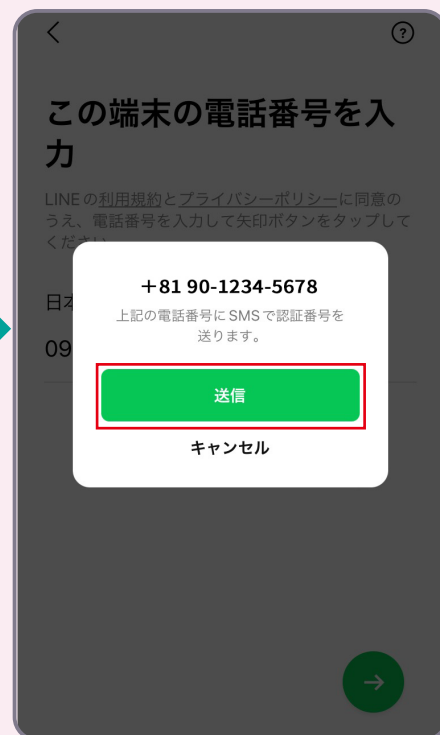 この端末の電話番号を入
力
LINEの利用規約とプライバシーポリシーに同意の
うえ、電話番号を入力して矢印ボタンをタップして
ください
+81 90-1234-5678
日本
上記の電話番号にSMSで認証番号を
送ります。
09
送信
キャンセル